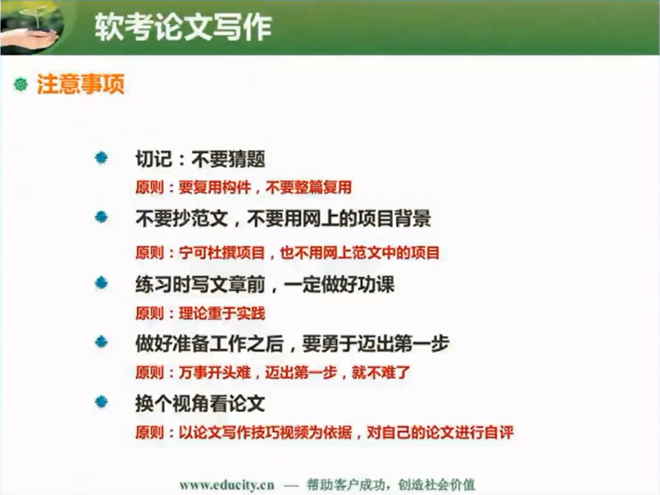 软考论文写作
注意事项
切记：不要猜题
原则：要复用构件，不要整篇复用
不要抄范文，不要用网上的项目背景
原则：宁可杜撰项目，也不用网上范文中的项目
练习时写文章前，一定做好功课
原则：理论重于实践
做好准备工作之后，要勇于迈出第一步
原则：万事开头难，迈出第一步，就不难了
换个视角看论文
原则：以论文写作技巧视频为依据，对自己的论文进行自评
www.educity.cn — 帮助客户成功，创造社会价值